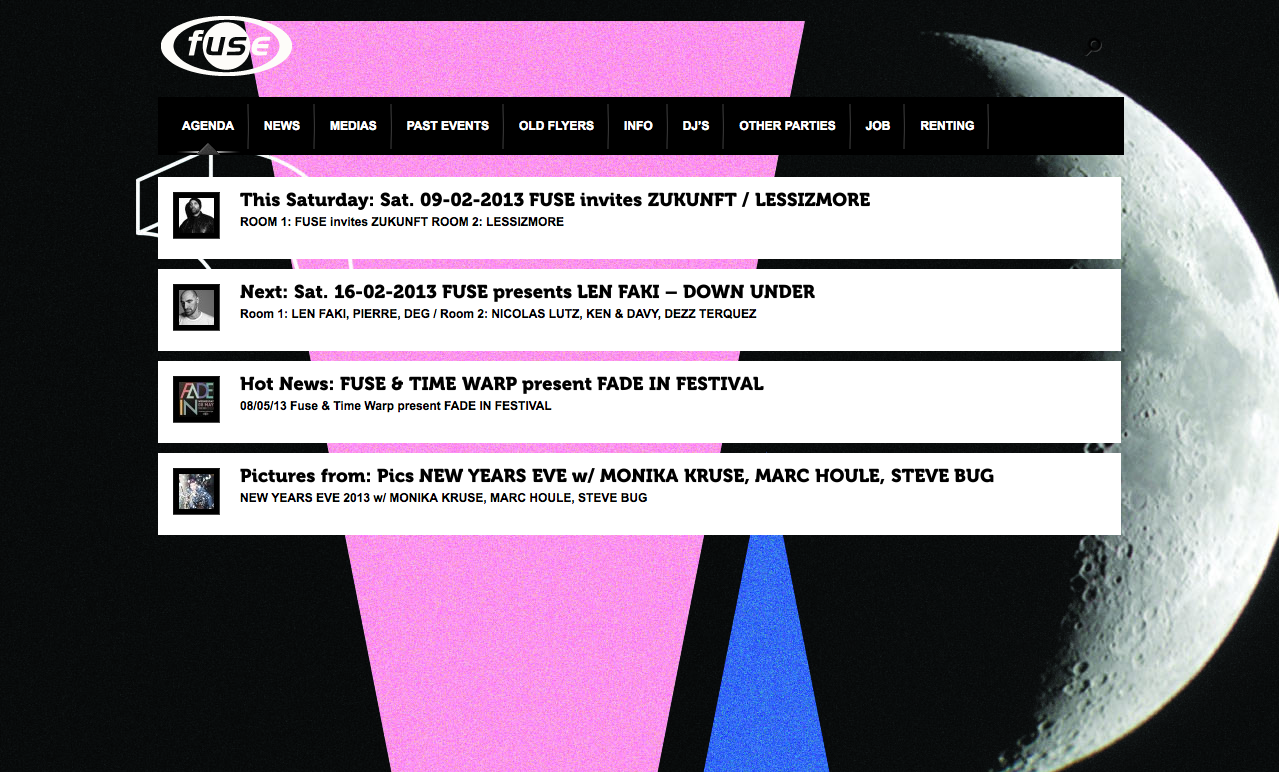 fuse
AGENDA NEWS MEDIAS PAST EVENTS OLD FLYERS INFO DJ'S OTHER PARTIES JOB RENTING
This Saturday: Sat. 09-02-2013 FUSE invites ZUKUNFT / LESSIZMORE
ROOM 1: FUSE invites ZUKUNFT ROOM 2: LESSIZMORE
Next: Sat. 16-02-2013 FUSE presents LEN FAKI – DOWN UNDER
Room 1: LEN FAKI, PIERRE, DEG / Room 2: NICOLAS LUTZ, KEN & DAVY, DEZZ TERQUEZ
Hot News: FUSE & TIME WARP present FADE IN FESTIVAL
08/05/13 Fuse & Time Warp present FADE IN FESTIVAL
FADE
IN
Pictures from: Pics NEW YEARS EVE w/ MONIKA KRUSE, MARC HOULE, STEVE BUG
NEW YEARS EVE 2013 w/ MONIKA KRUSE, MARC HOULE, STEVE BUG